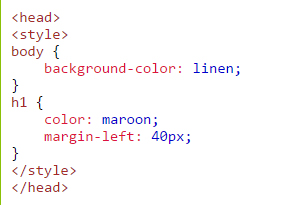 <head>
<style>
body {
    background-color: linen;
}
h1 {
    color: maroon;
    margin-left: 40px;
}
</style>
</head>